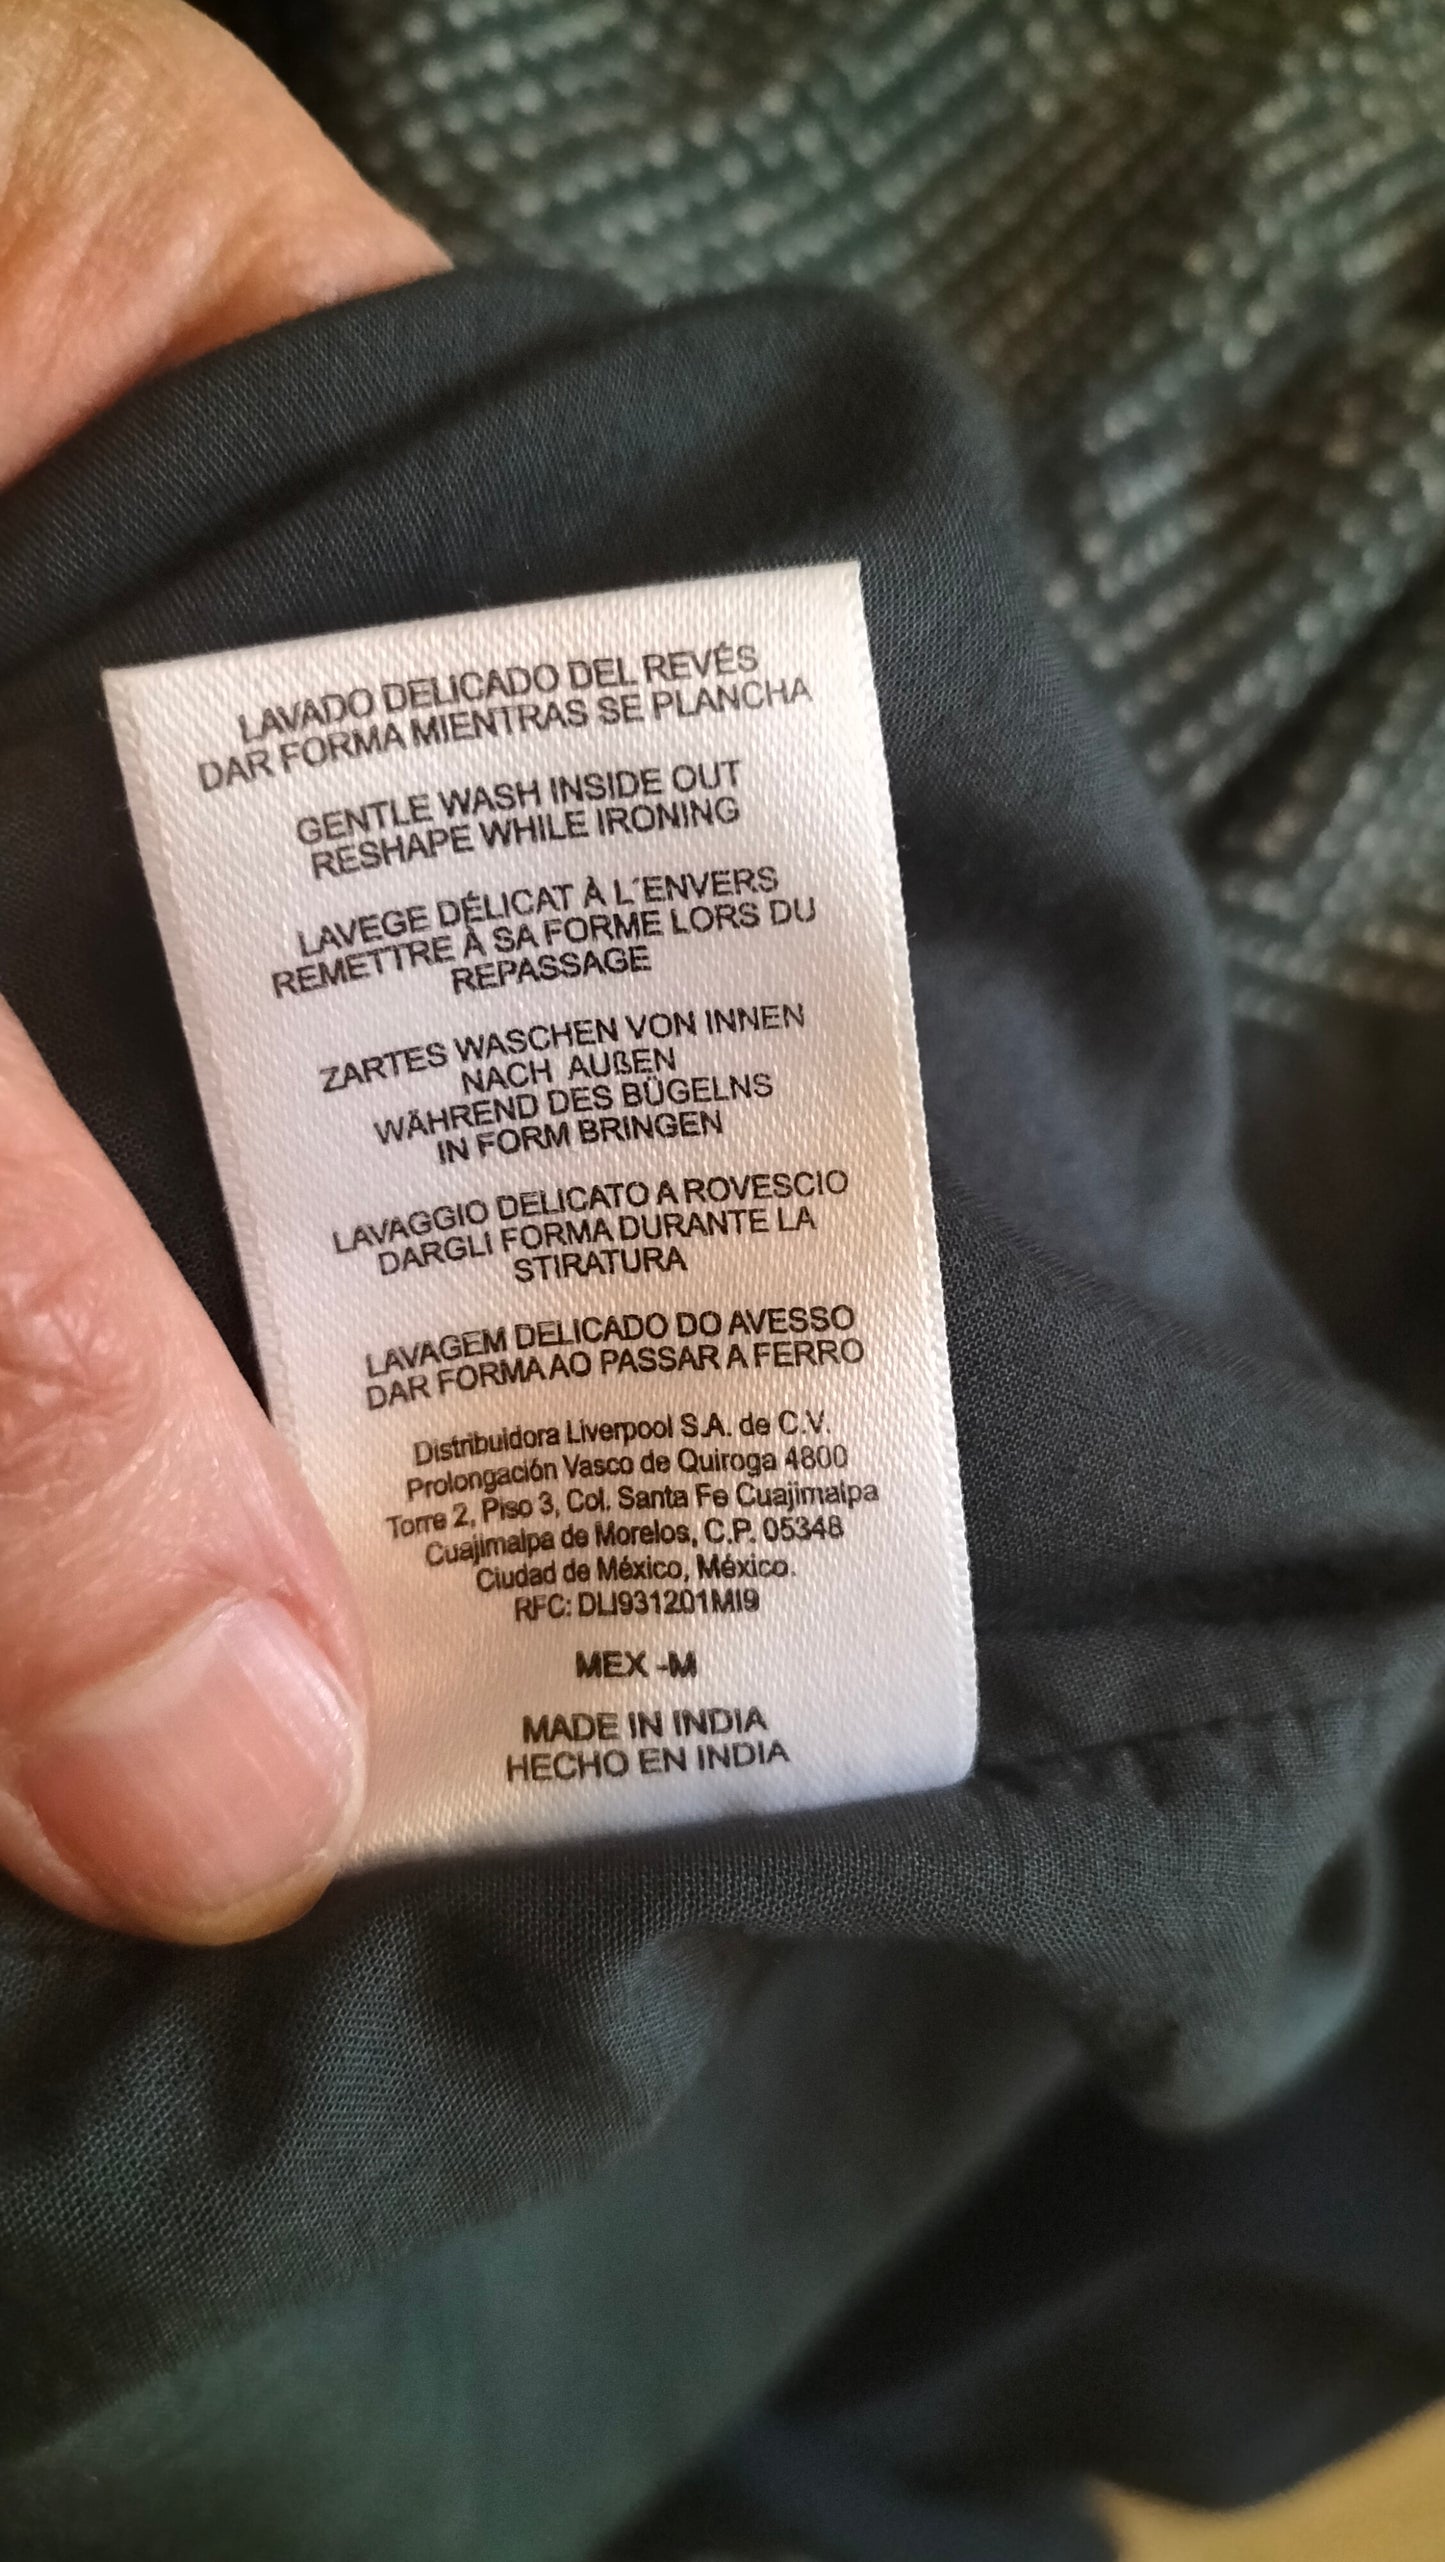 LAVADO DELICADO DEL REVÉS
DAR FORMA MIENTRAS SE PLANCHA
GENTLE WASH INSIDE OUT
RESHAPE WHILE IRONING
LAVEGE DÉLICAT À L´ENVERS
REMETTRE À SA FORME LORS DU
REPASSAGE
ZARTES WASCHEN VON INNEN
NACH AUßEN
WÄHREND DES BÜGELNS
IN FORM BRINGEN
LAVAGGIO DELICATO A ROVESCIO
DARGLI FORMA DURANTE LA
STIRATURA
LAVAGEM DELICADO DO AVESSO
DAR FORMA AO PASSAR A FERRO
Distribuidora Liverpool S.A. de C.V.
Prolongación Vasco de Quiroga 4800
Torre 2, Piso 3, Col. Santa Fe Cuajimalpa
Cuajimalpa de Morelos, C.P. 05348
Ciudad de México, México.
RFC: DLI931201MI9
MEX -M
MADE IN INDIA
HECHO EN INDIA